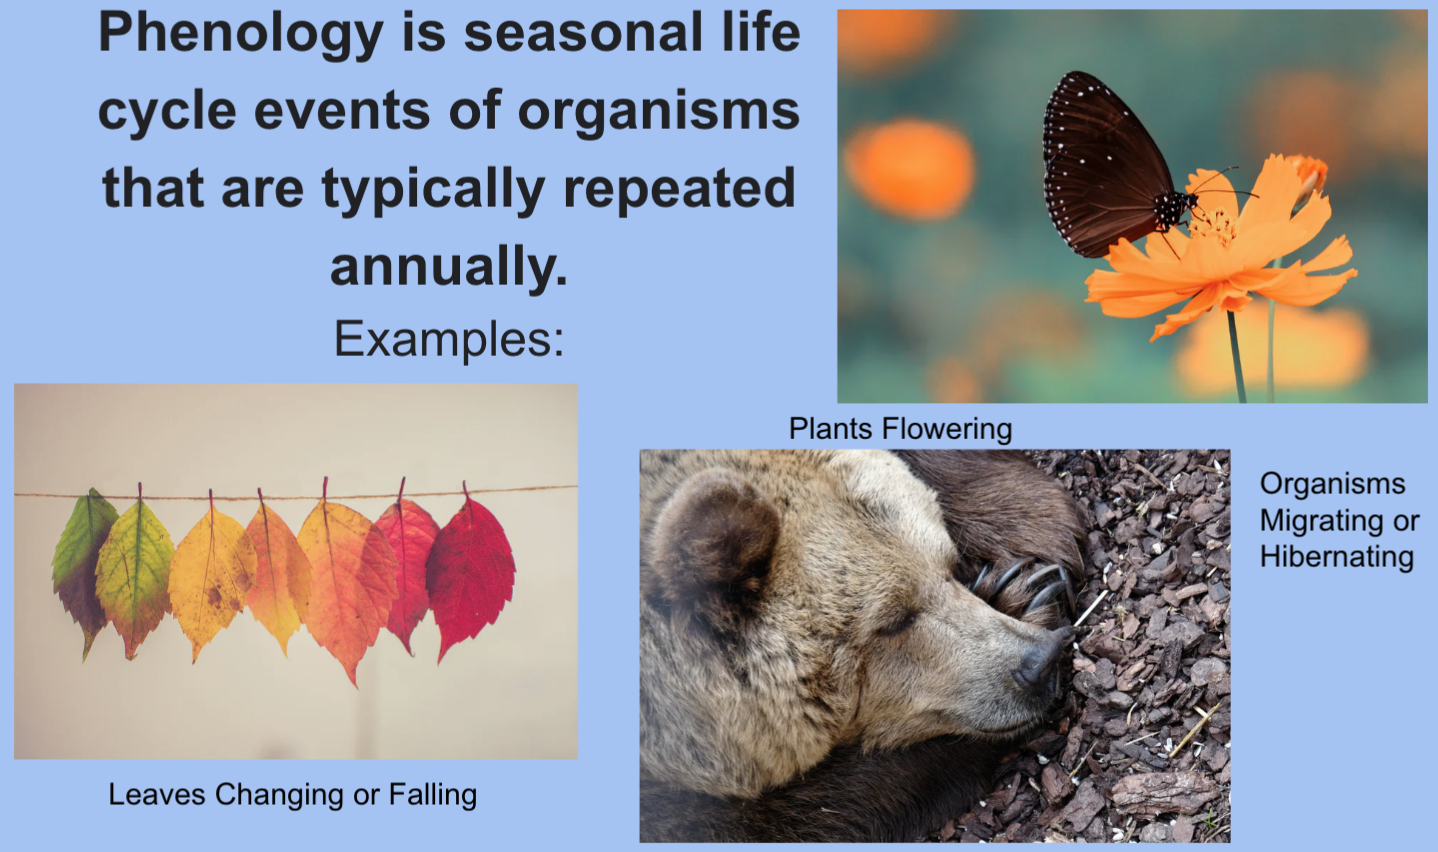 Phenology is seasonal life
cycle events of organisms
that are typically repeated
annually.
Examples:
Plants Flowering
Organisms
Migrating or
Hibernating
Leaves Changing or Falling